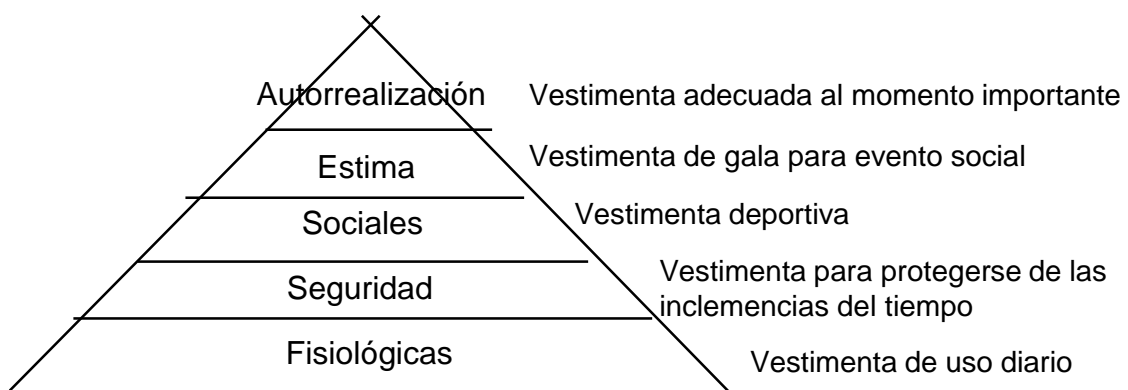 Autorrealización
Vestimenta adecuada al momento importante
Estima
Vestimenta de gala para evento social
Sociales
Vestimenta deportiva
Seguridad
Vestimenta para protegerse de las
inclemencias del tiempo
Fisiológicas
Vestimenta de uso diario